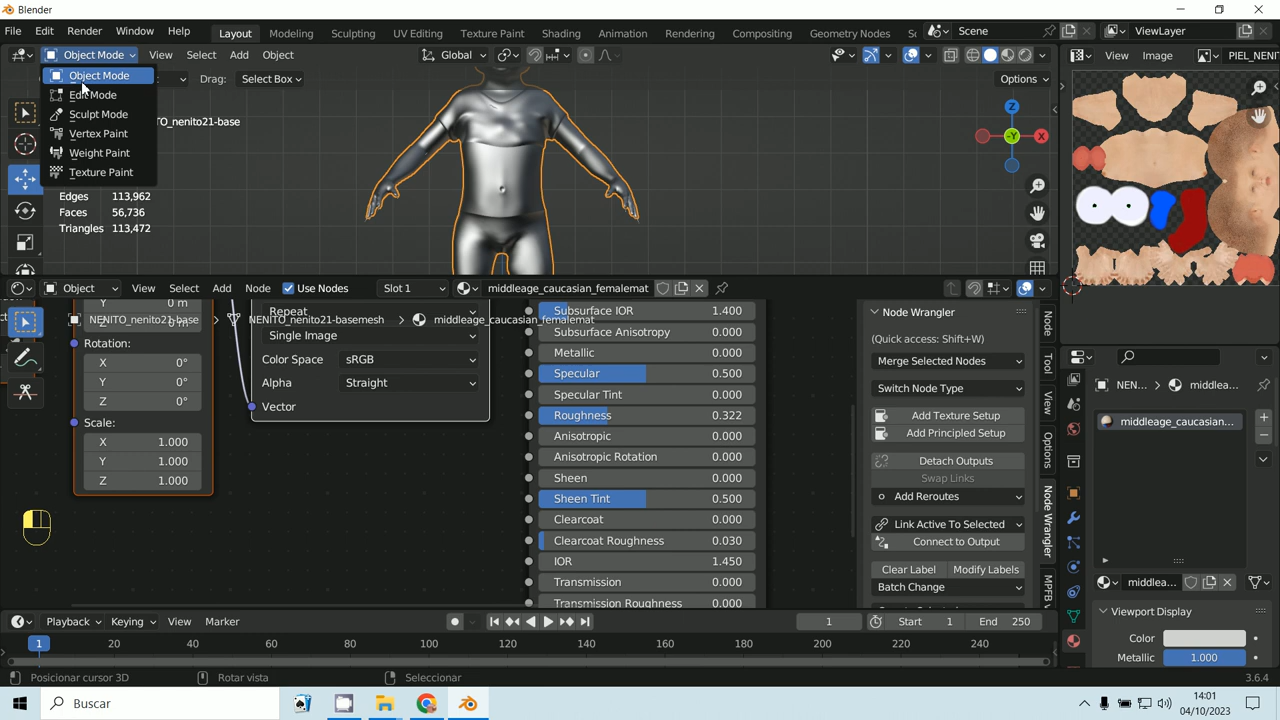 Blender
File Edit Render Window Help Layout Modeling Sculpting UV Editing Texture Paint Shading Animation Rendering Compositing Geometry Nodes Sc Scene ViewLayer
Object Mode View Select Add Object Global View Image PIEL_NENI
Object Mode Drag: Select Box Options
Edit Mode
Sculpt Mode TO_nenito21-base
Vertex Paint
Weight Paint
Texture Paint
Edges 113,962
Faces 56,736
Triangles 113,472
Z
-Y
X
Object View Select Add Node Use Nodes Slot 1 middleage_caucasian_femalemat
Y 0 m
NENITO_nenito21-base > NENITO_nenito21-basemesh > middleage_caucasian_femalemat
Rotation:
X 0°
Y 0°
Z 0°
Scale:
X 1.000
Y 1.000
Z 1.000
Repeat
Single Image
Color Space sRGB
Alpha Straight
Vector
Subsurface IOR 1.400
Subsurface Anisotropy 0.000
Metallic 0.000
Specular 0.500
Specular Tint 0.000
Roughness 0.322
Anisotropic 0.000
Anisotropic Rotation 0.000
Sheen 0.000
Sheen Tint 0.500
Clearcoat 0.000
Clearcoat Roughness 0.030
IOR 1.450
Transmission 0.000
Transmission Roughness 0.000
Node Wrangler
(Quick access: Shift+W)
Merge Selected Nodes
Switch Node Type
Add Texture Setup
Add Principled Setup
Detach Outputs
Swap Links
Add Reroutes
Link Active To Selected
Connect to Output
Clear Label Modify Labels
Batch Change
Node
Tool
View
Options
Node Wrangler
MPFB v
NEN... > middlea...
middleage_caucasian...
middlea...
Viewport Display
Color
Metallic 1.000
Playback Keying View Marker 1 Start 1 End 250
1 20 40 60 80 100 120 140 160 180 200 220 240
Posicionar cursor 3D Rotar vista Seleccionar 3.6.4
Buscar
14:01
04/10/2023